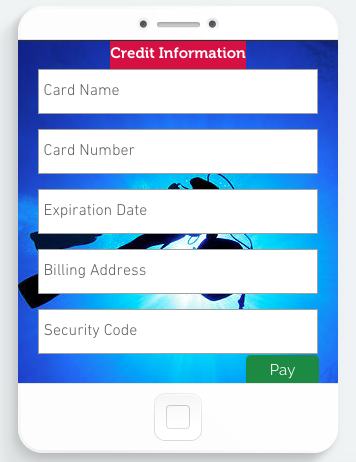 Credit Information
Card Name
Card Number
Expiration Date
Billing Address
Security Code
Pay